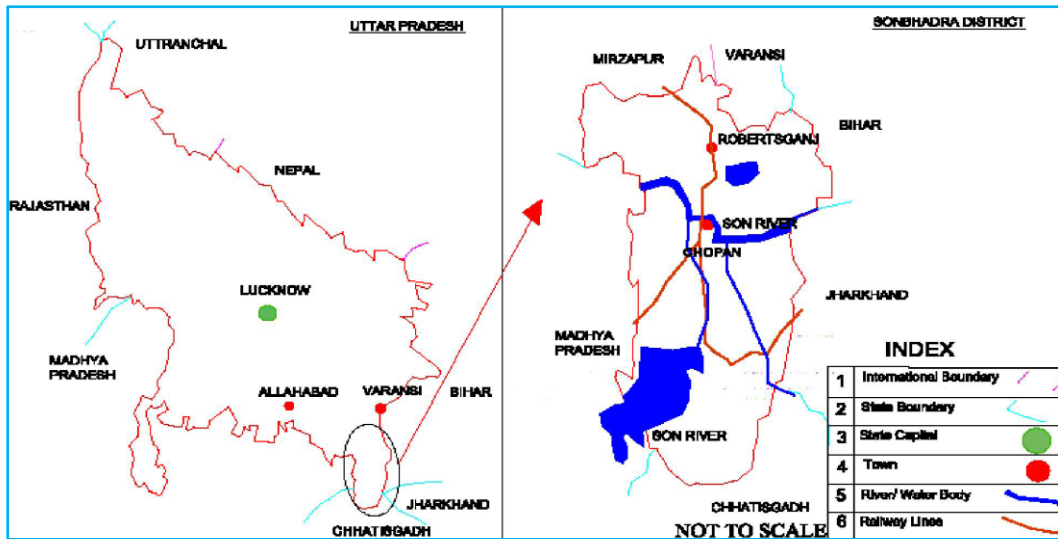 UTTAR PRADESH
UTTRANCHAL
NEPAL
RAJASTHAN
LUCKNOW
MADHYA
PRADESH
ALLAHABAD
VARANSI
BIHAR
JHARKHAND
CHHATISGADH
SONBHADRA DISTRICT
MIRZAPUR
VARANSI
BIHAR
ROBERTSGANJ
SON RIVER
CHOPAN
JHARKHAND
MADHYA
PRADESH
SON RIVER
CHHATISGADH
NOT TO SCALE
INDEX
1 International Boundary
2 State Boundary
3 State Capital
4 Town
5 River/ Water Body
6 Railway Lines